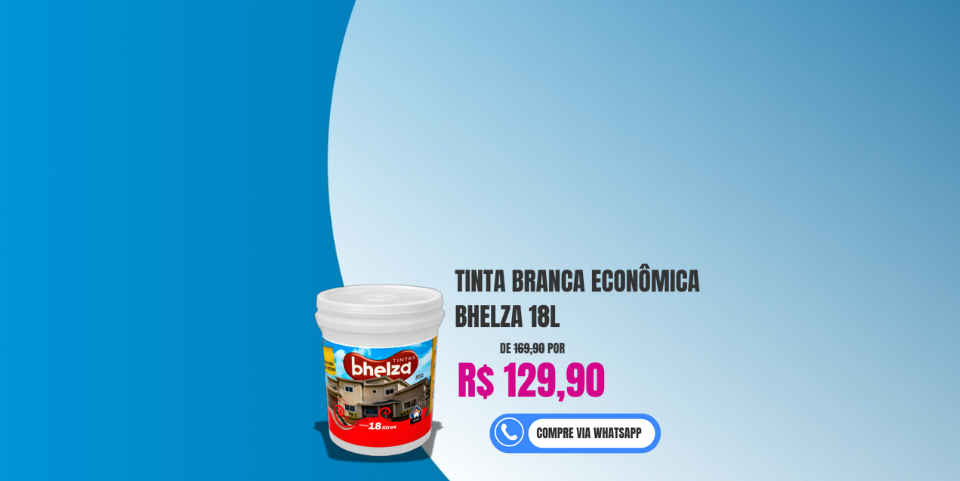 TINTA BRANCA ECONÔMICA
BHELZA 18L
DE 169,90 POR
R$ 129,90
COMPRE VIA WHATSAPP
TINTAS
bhelza
18 litros